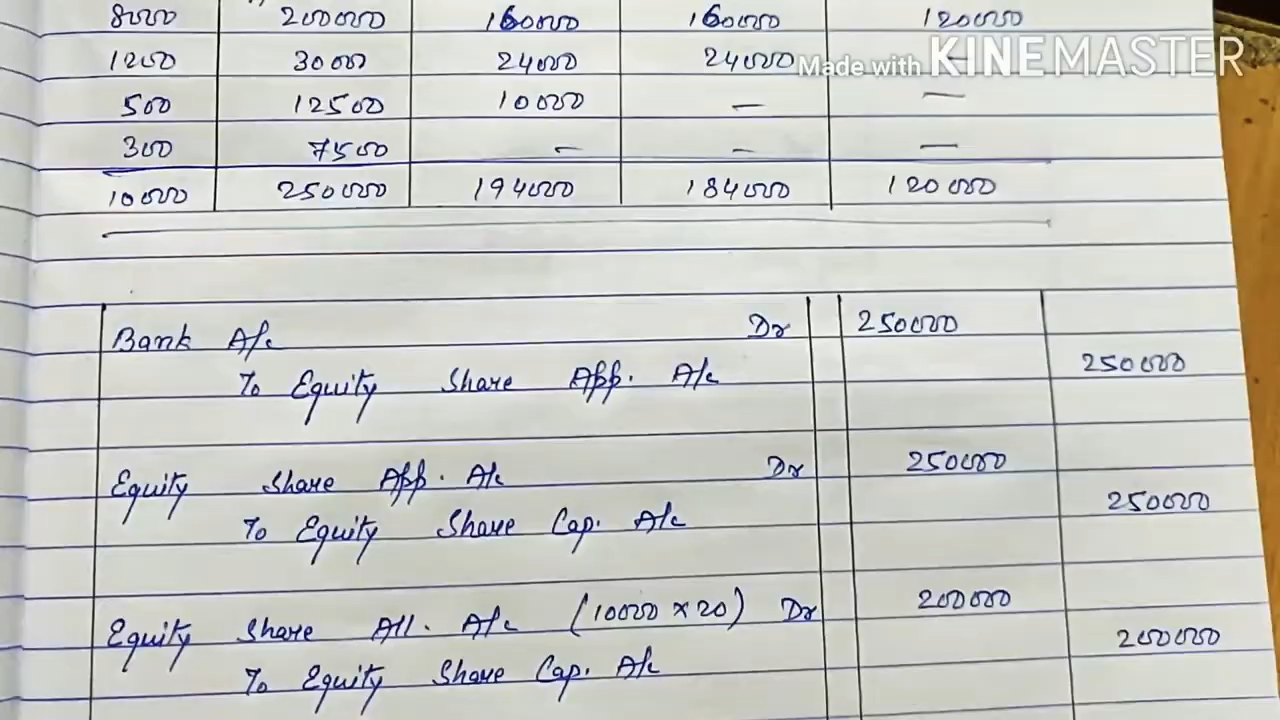 8000 200000 160000 160000 120000
1200 30000 24000 24000 —
500 12500 10000 — —
300 7500 — — —
10000 250000 194000 184000 120000
Made with KINEMASTER
Bank A/c Dr 250000
To Equity Share App. A/c 250000
Equity Share App. A/c Dr 250000
To Equity Share Cap. A/c 250000
Equity Share All. A/c (10000 × 20) Dr 200000
To Equity Share Cap. A/c 200000